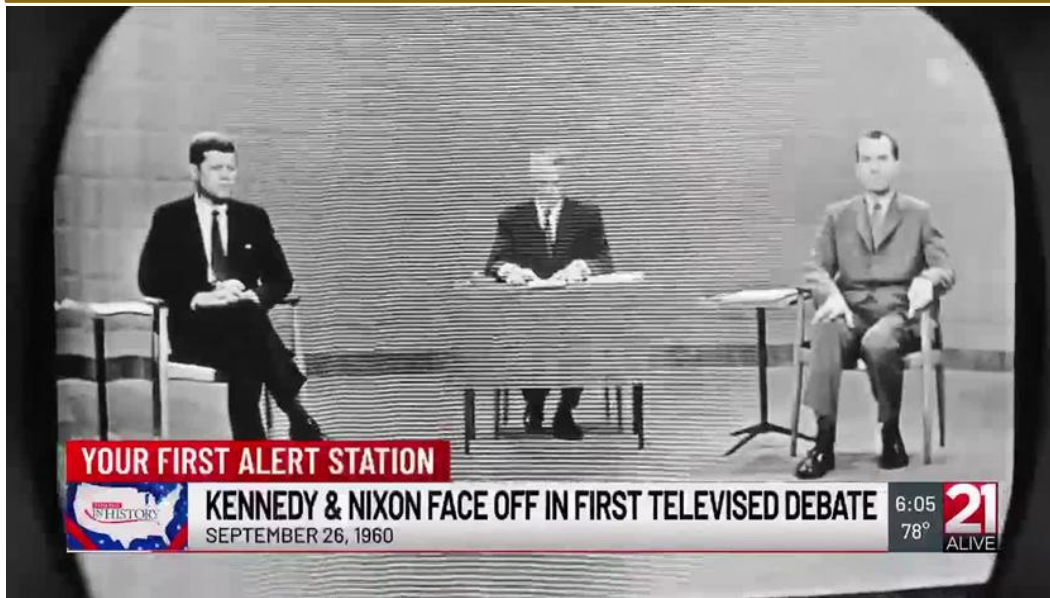 YOUR FIRST ALERT STATION
IN HISTORY
KENNEDY & NIXON FACE OFF IN FIRST TELEVISED DEBATE
SEPTEMBER 26, 1960
6:05
78°
21
ALIVE